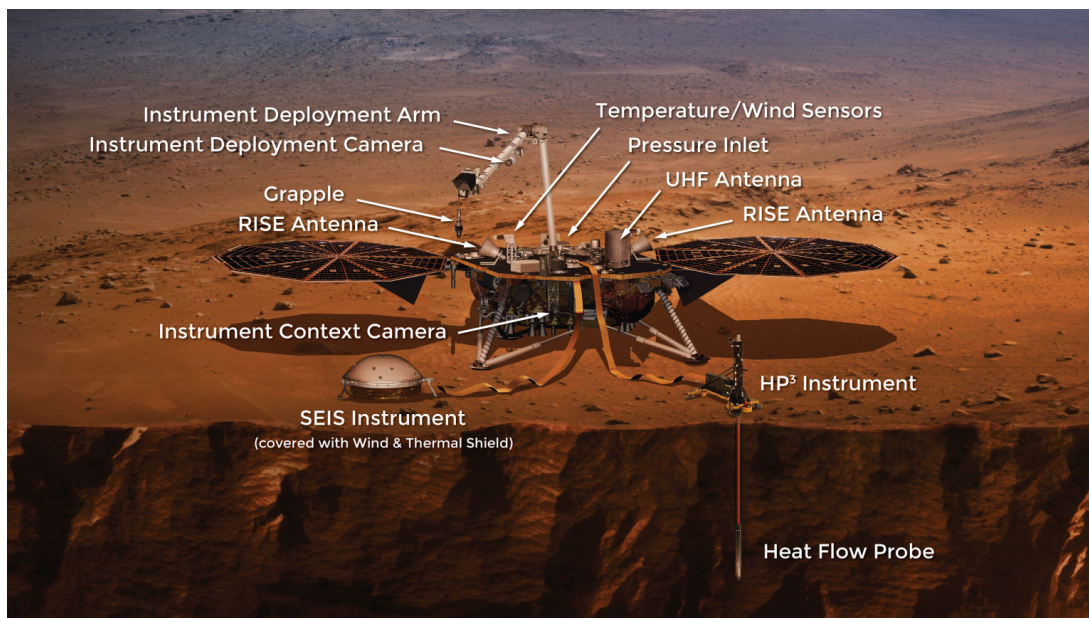 Instrument Deployment Arm
Temperature/Wind Sensors
Instrument Deployment Camera
Pressure Inlet
UHF Antenna
Grapple
RISE Antenna
RISE Antenna
Instrument Context Camera
HP³ Instrument
SEIS Instrument
(covered with Wind & Thermal Shield)
Heat Flow Probe